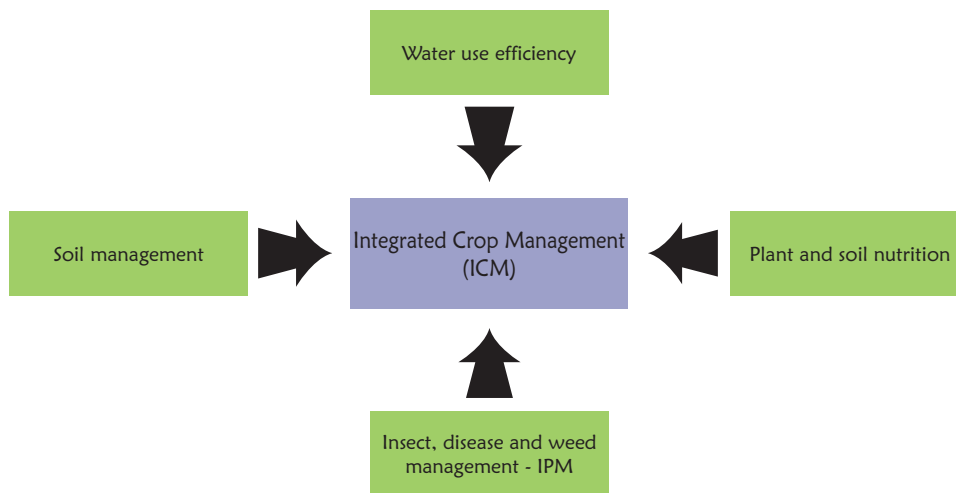 Water use efficiency
Soil management
Integrated Crop Management
(ICM)
Plant and soil nutrition
Insect, disease and weed
management - IPM